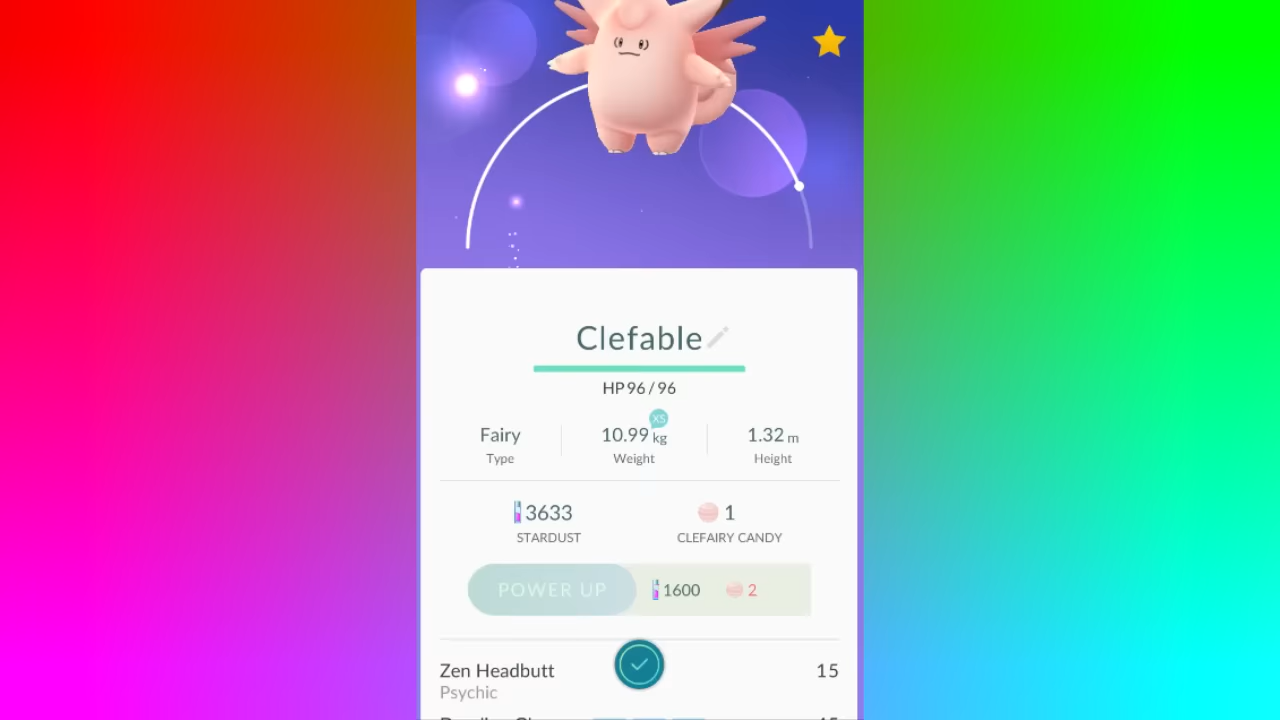 Clefable
HP 96 / 96
XS
Fairy 10.99 kg 1.32 m
Type Weight Height
3633 1
STARDUST CLEFAIRY CANDY
POWER UP 1600 2
Zen Headbutt 15
Psychic